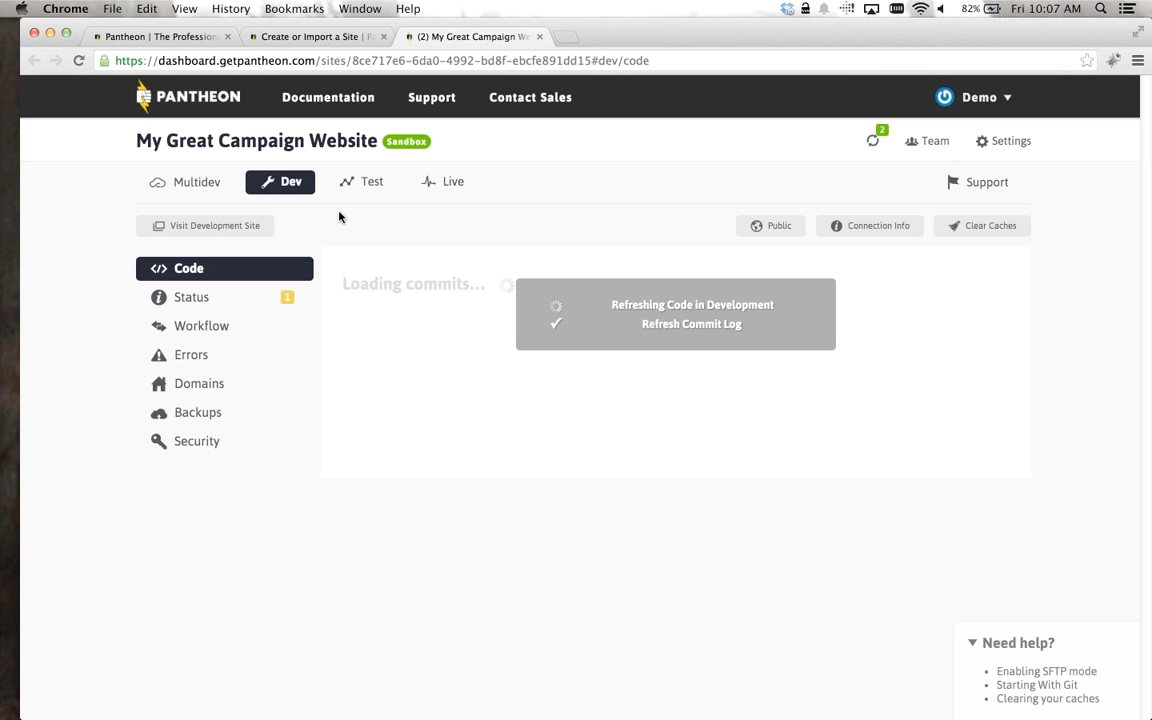 Chrome File Edit View History Bookmarks Window Help 82% Fri 10:07 AM
Pantheon | The Profession Create or Import a Site | P (2) My Great Campaign We
https://dashboard.getpantheon.com/sites/8ce717e6-6da0-4992-bd8f-ebcfe891dd15#dev/code
PANTHEON Documentation Support Contact Sales Demo
My Great Campaign Website Sandbox 2 Team Settings
Multidev Dev Test Live Support
Visit Development Site Public Connection Info Clear Caches
</> Code
Status 1
Workflow
Errors
Domains
Backups
Security
Loading commits...
Refreshing Code in Development
Refresh Commit Log
Need help?
• Enabling SFTP mode
• Starting With Git
• Clearing your caches